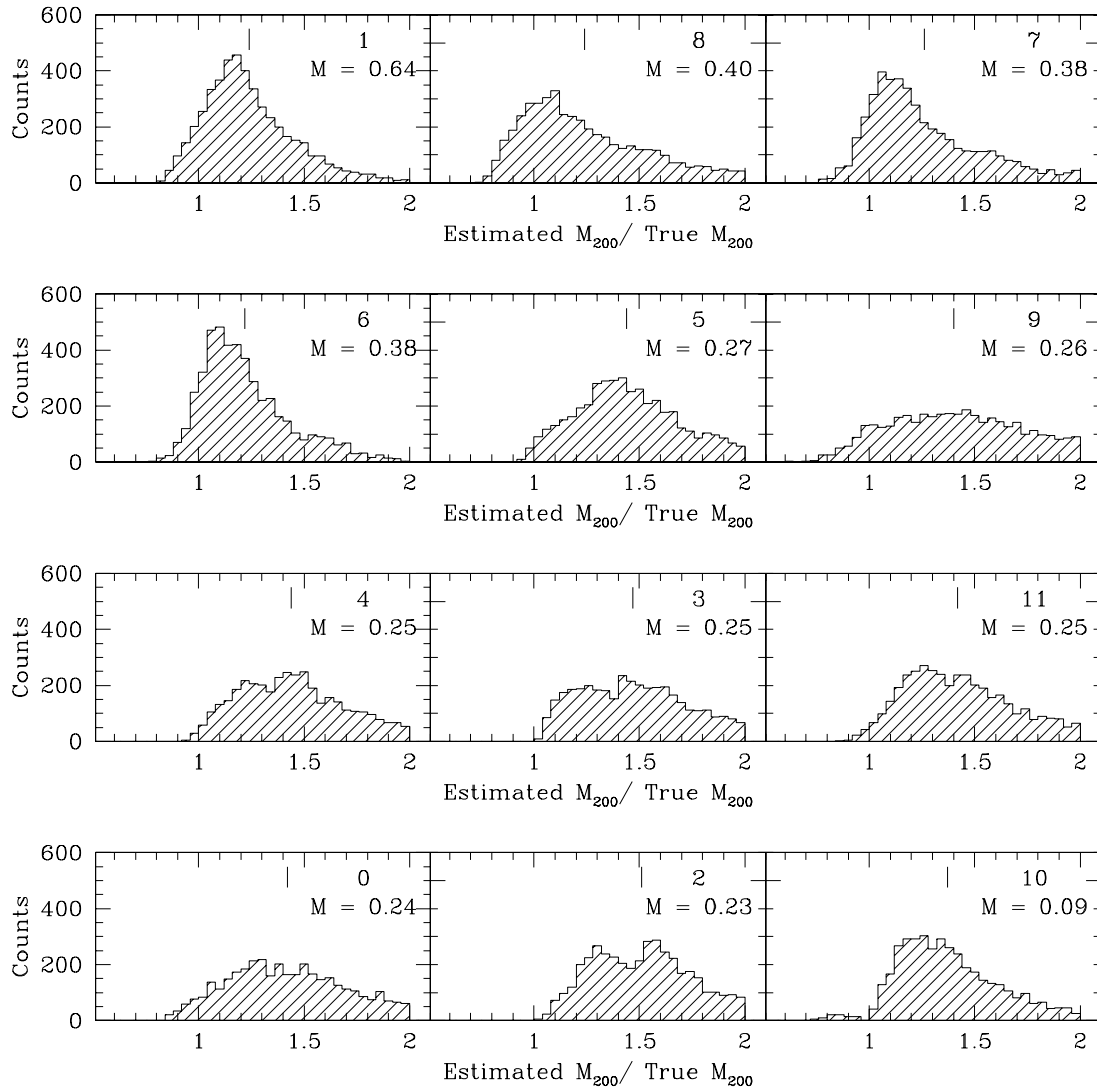 600
400
200
0
Counts
1
M = 0.64
8
M = 0.40
7
M = 0.38
1 1.5 2 1 1.5 2 1 1.5 2
Estimated M200/ True M200
600
400
200
0
Counts
6
M = 0.38
5
M = 0.27
9
M = 0.26
1 1.5 2 1 1.5 2 1 1.5 2
Estimated M200/ True M200
600
400
200
0
Counts
4
M = 0.25
3
M = 0.25
11
M = 0.25
1 1.5 2 1 1.5 2 1 1.5 2
Estimated M200/ True M200
600
400
200
0
Counts
0
M = 0.24
2
M = 0.23
10
M = 0.09
1 1.5 2 1 1.5 2 1 1.5 2
Estimated M200/ True M200